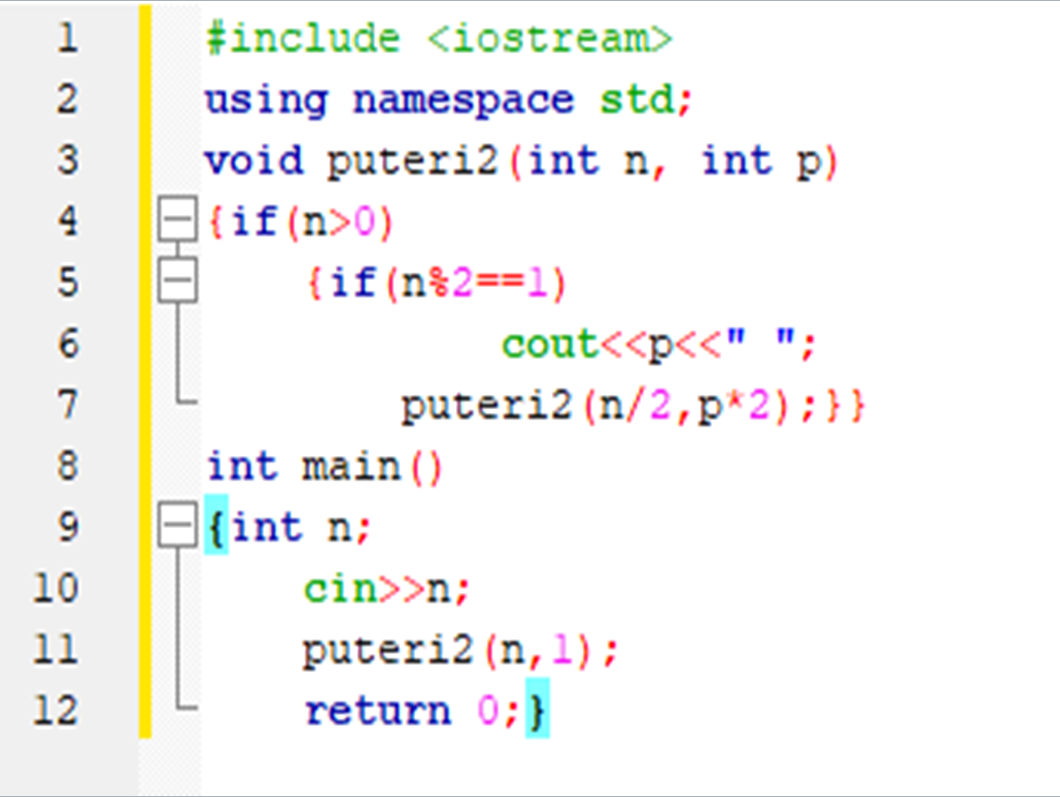 1 #include <iostream>
2 using namespace std;
3 void puteri2(int n, int p)
4 {if(n>0)
5 {if(n%2==1)
6 cout<<p<<" ";
7 puteri2(n/2,p*2);}}
8 int main()
9 {int n;
10 cin>>n;
11 puteri2(n,1);
12 return 0;}